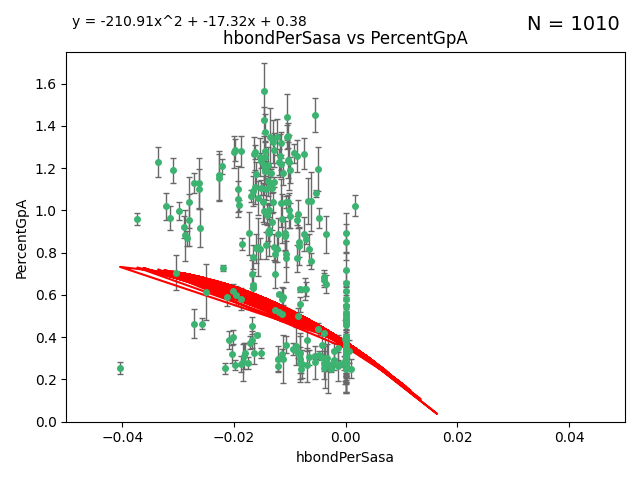 y = -210.91x^2 + -17.32x + 0.38
N = 1010
hbondPerSasa vs PercentGpA
PercentGpA
1.6
1.4
1.2
1.0
0.8
0.6
0.4
0.2
0.0
−0.04 −0.02 0.00 0.02 0.04
hbondPerSasa